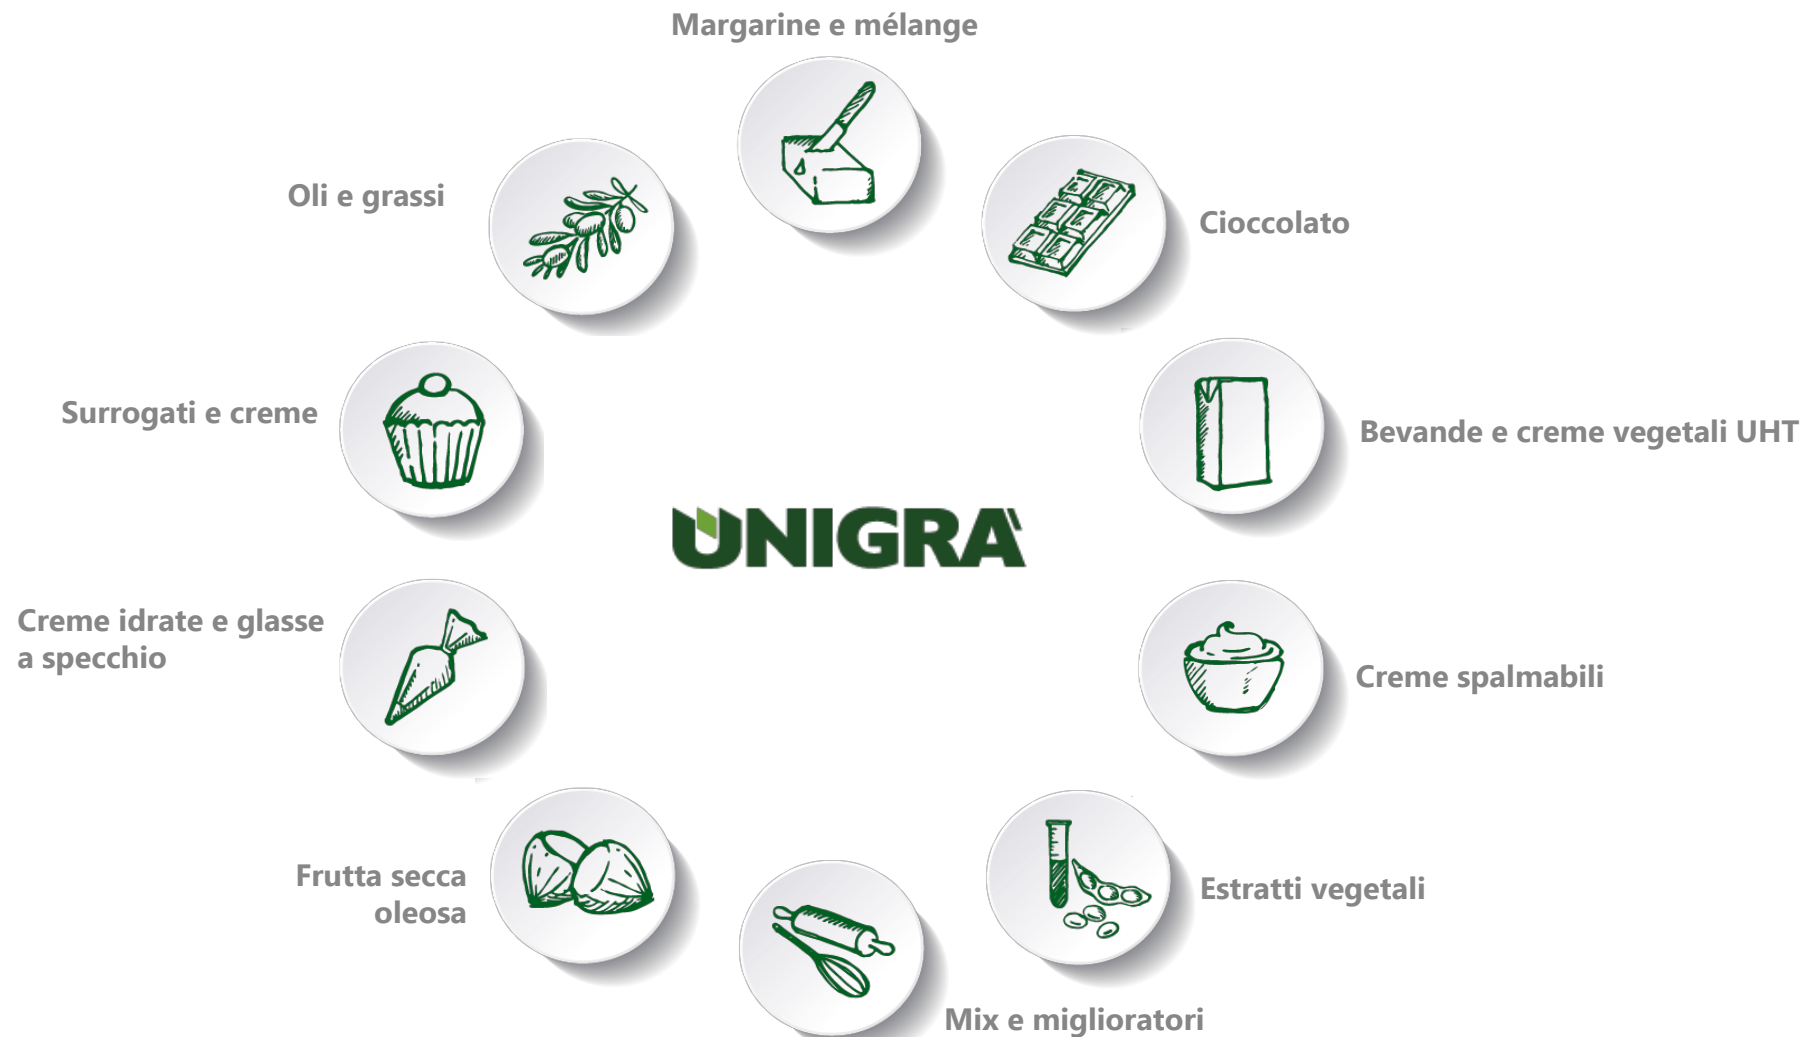 Margarine e mélange
Oli e grassi
Cioccolato
Surrogati e creme
Bevande e creme vegetali UHT
UNIGRÀ
Creme idrate e glasse
a specchio
Creme spalmabili
Frutta secca
oleosa
Estratti vegetali
Mix e miglioratori